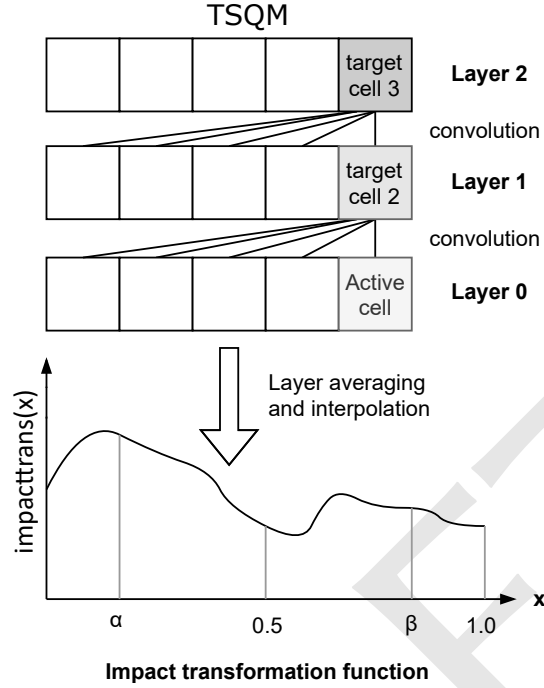 TSQM
target
cell 3
Layer 2
convolution
target
cell 2
Layer 1
convolution
Active
cell
Layer 0
Layer averaging
and interpolation
impacttrans(x)
x
α
0.5
β
1.0
Impact transformation function